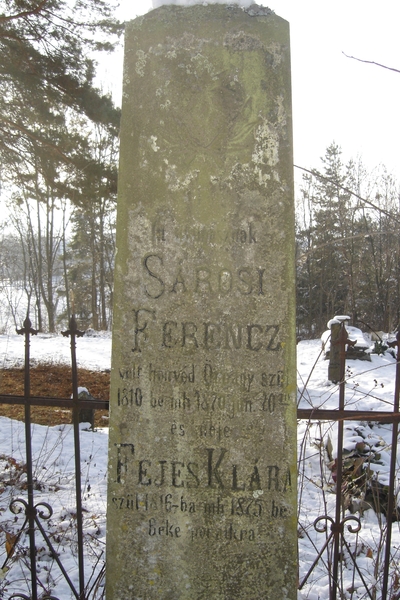 SÁROSI
FERENCZ
volt honvéd Őrnagy szül
1810 be mh 1870 jun. 20
és neje
FEJES KLÁRA
szül 1816-ba mh 1875 be
Béke poraikra